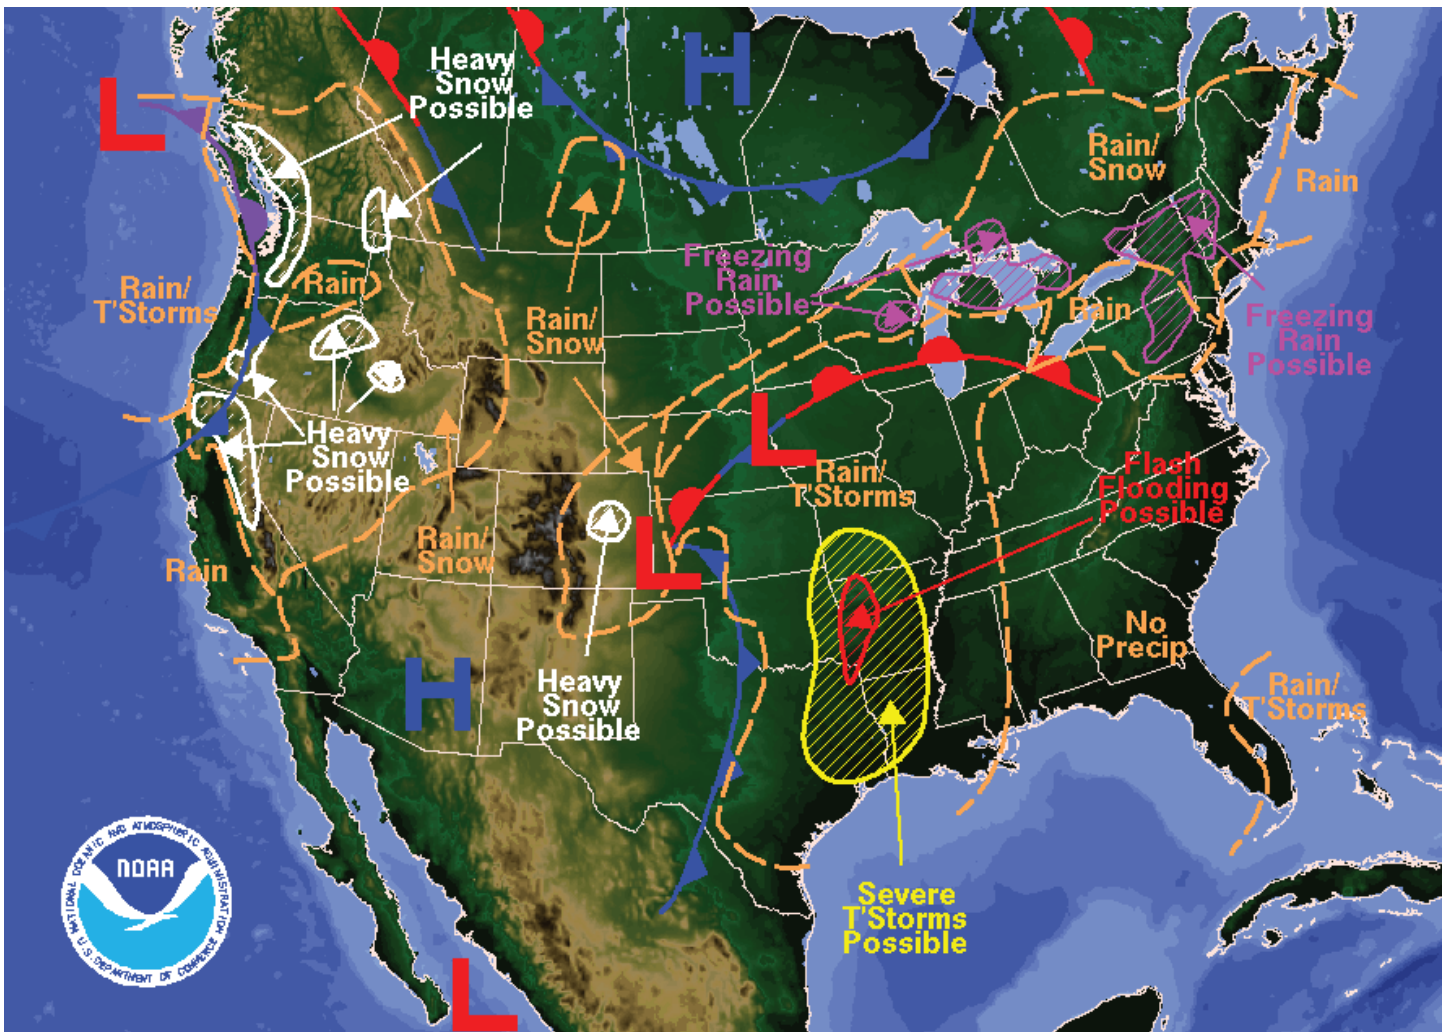 H
Heavy
Snow
Possible
L
Rain/
Snow
Rain
Freezing
Rain
Possible
Rain/
T'Storms
Rain
Rain/
Snow
Rain
Freezing
Rain
Possible
L
Heavy
Snow
Possible
Rain/
T'Storms
Flash
Flooding
Possible
Rain/
Snow
L
Rain
No
Precip
H
Heavy
Snow
Possible
Rain/
T'Storms
NATIONAL OCEANIC AND ATMOSPHERIC ADMINISTRATION
NOAA
U.S. DEPARTMENT OF COMMERCE
Severe
T'Storms
Possible
L